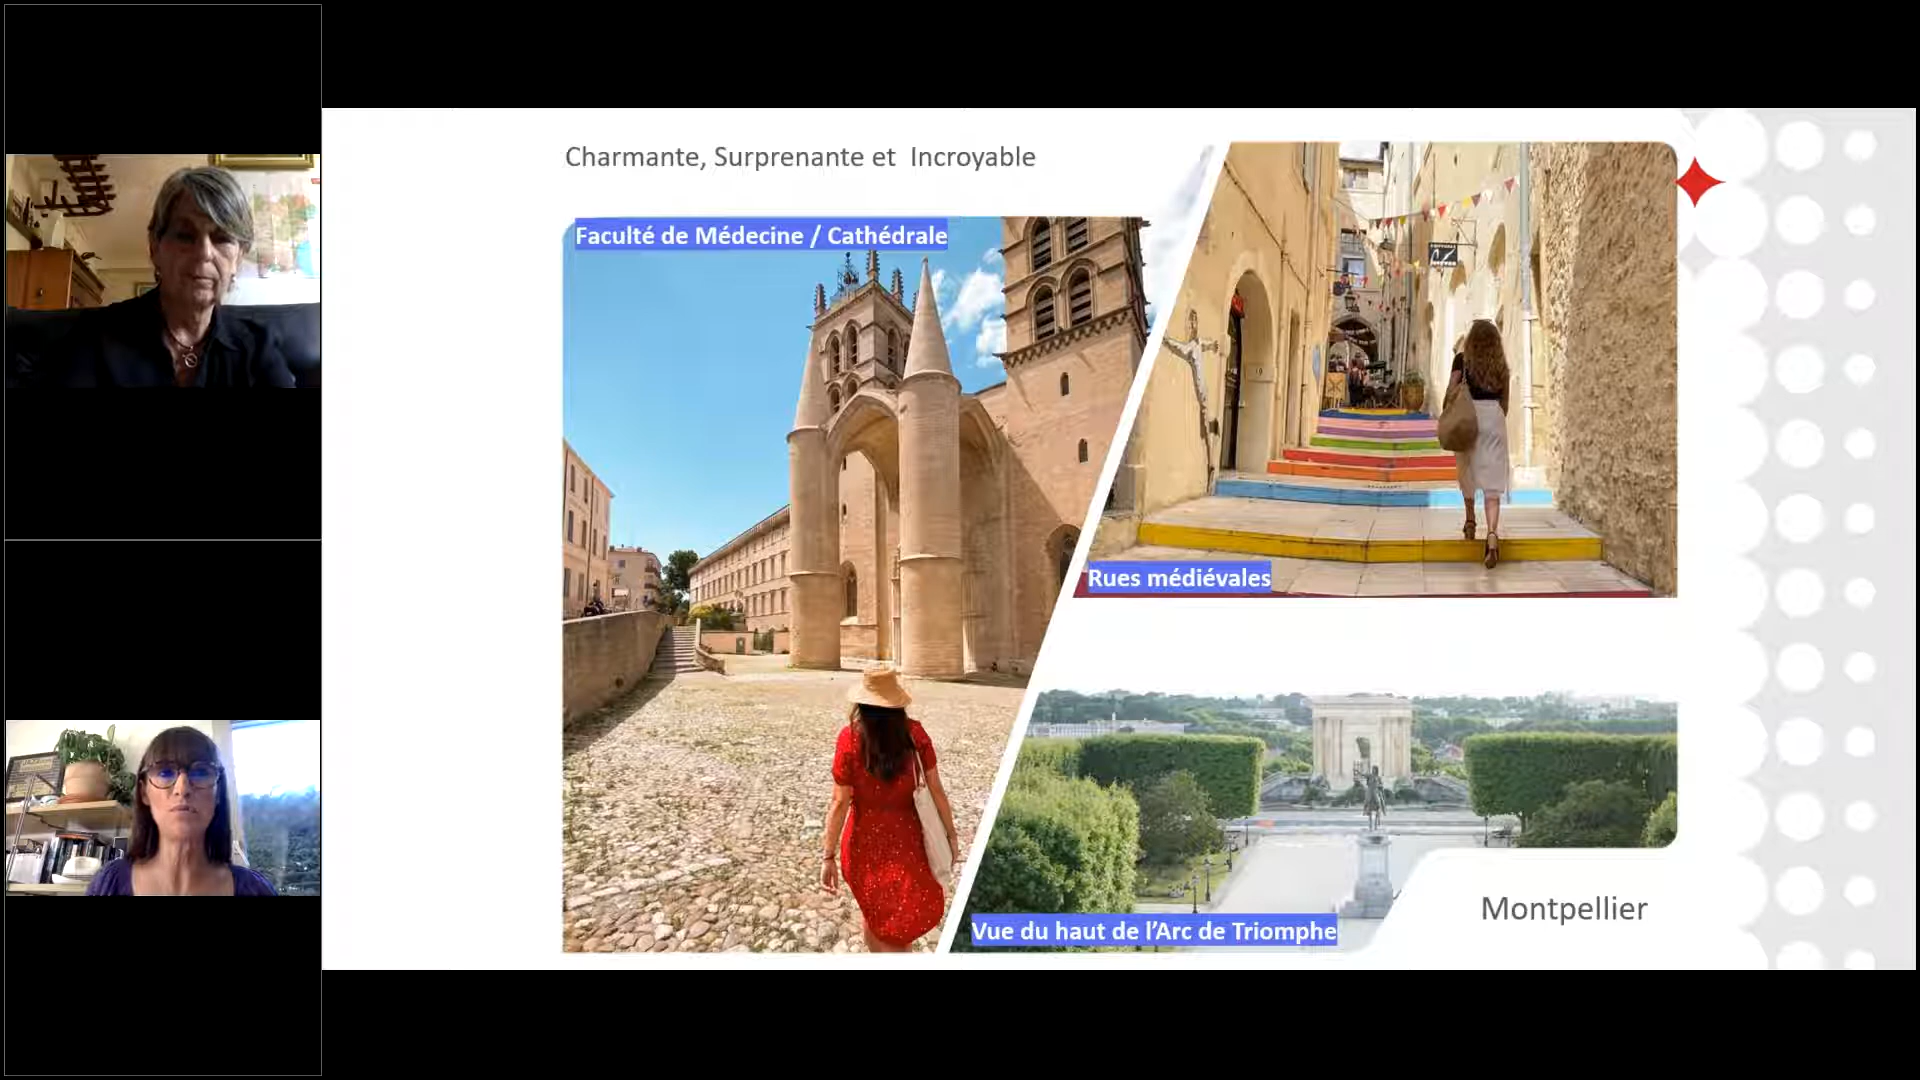 Charmante, Surprenante et  Incroyable
Faculté de Médecine / Cathédrale
Rues médiévales
Vue du haut de l’Arc de Triomphe
Montpellier